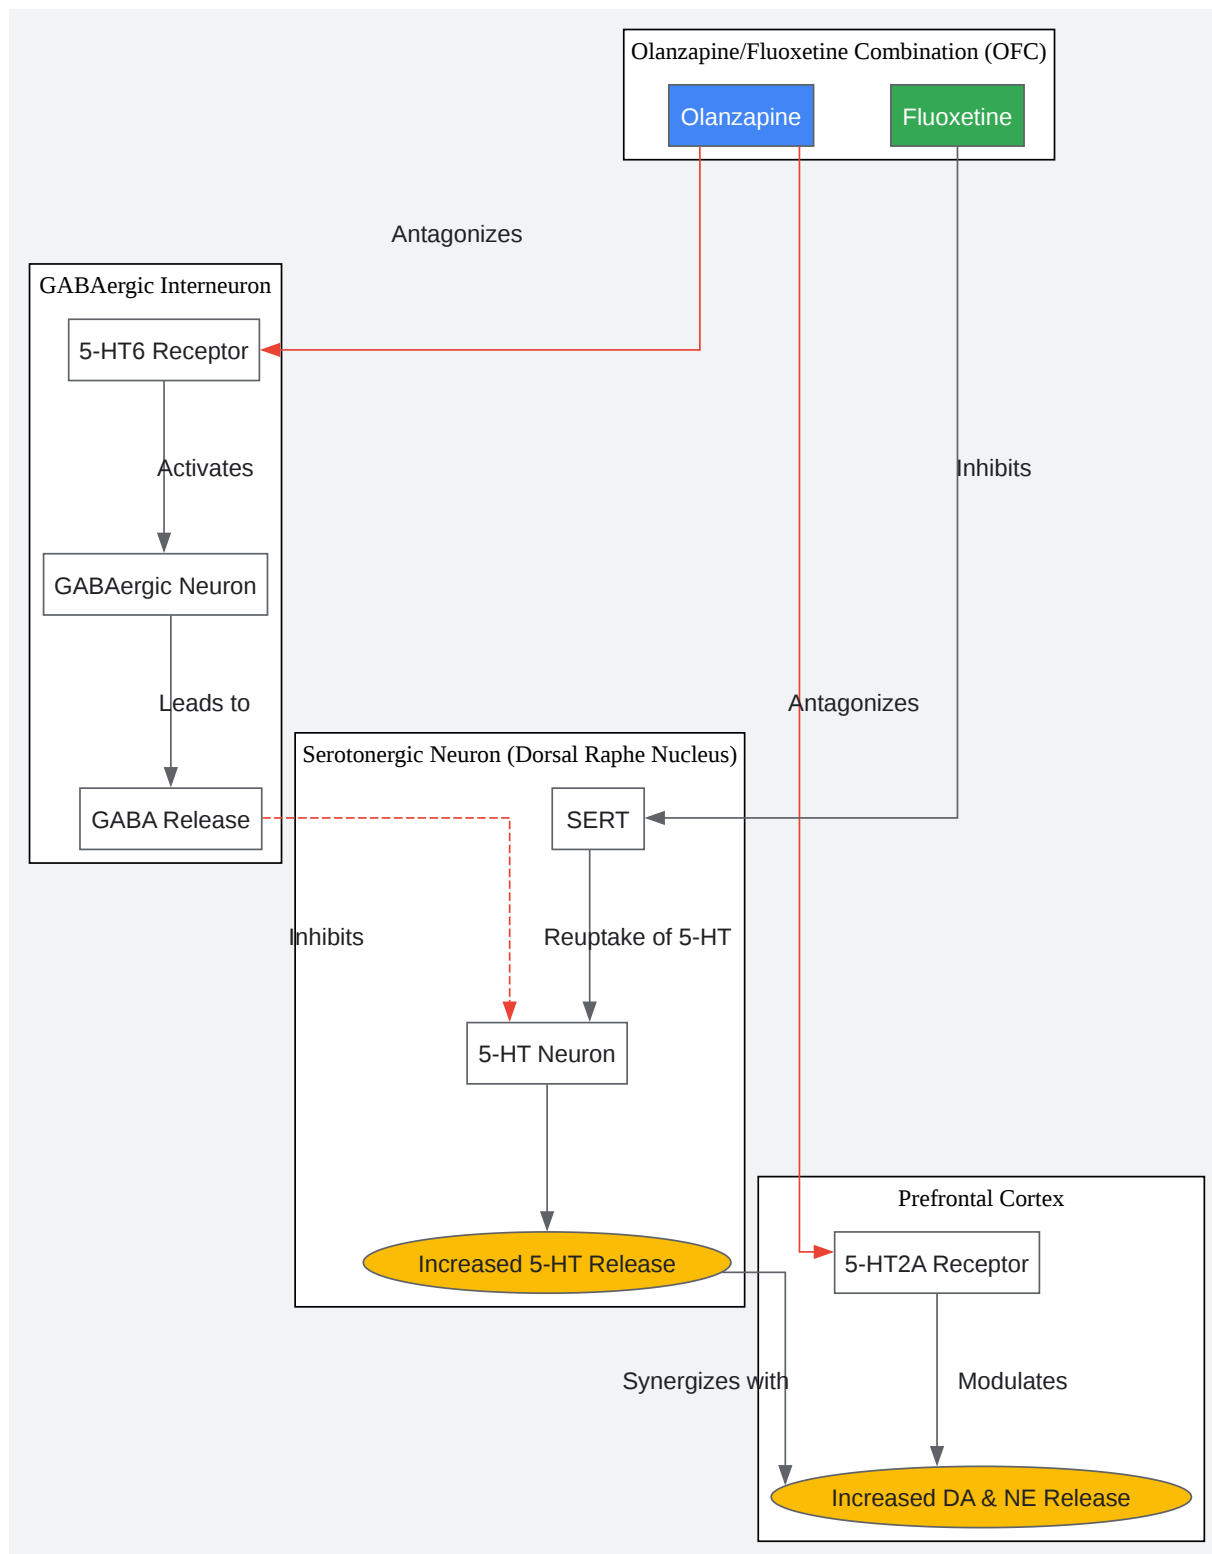 Olanzapine/Fluoxetine Combination (OFC)
Olanzapine
Fluoxetine
Antagonizes
GABAergic Interneuron
5-HT6 Receptor
Activates
Inhibits
GABAergic Neuron
Leads to
Antagonizes
Serotonergic Neuron (Dorsal Raphe Nucleus)
GABA Release
SERT
Inhibits
Reuptake of 5-HT
5-HT Neuron
Prefrontal Cortex
Increased 5-HT Release
5-HT2A Receptor
Synergizes with
Modulates
Increased DA & NE Release